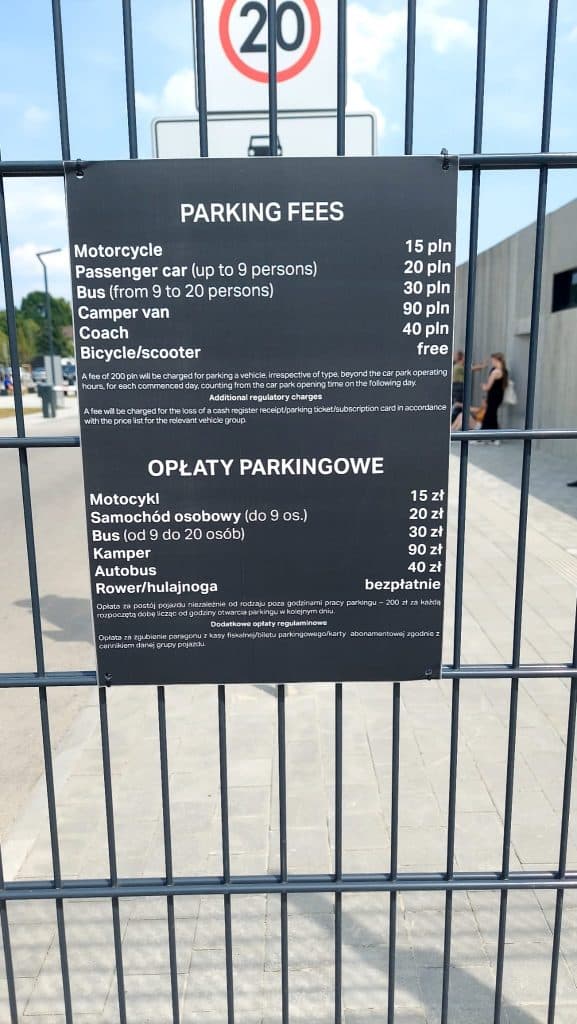 20
PARKING FEES
Motorcycle 15 pln
Passenger car (up to 9 persons) 20 pln
Bus (from 9 to 20 persons) 30 pln
Camper van 90 pln
Coach 40 pln
Bicycle/scooter free
A fee of 200 pln will be charged for parking a vehicle, irrespective of type, beyond the car park operating
hours, for each commenced day, counting from the car park opening time on the following day.
Additional regulatory charges
A fee will be charged for the loss of a cash register receipt/parking ticket/subscription card in accordance
with the price list for the relevant vehicle group.
OPŁATY PARKINGOWE
Motocykl 15 zł
Samochód osobowy (do 9 os.) 20 zł
Bus (od 9 do 20 osób) 30 zł
Kamper 90 zł
Autobus 40 zł
Rower/hulajnoga bezpłatnie
Opłata za postój pojazdu niezależnie od rodzaju poza godzinami pracy parkingu – 200 zł za każdą
rozpoczętą dobę licząc od godziny otwarcia parkingu w kolejnym dniu.
Dodatkowe opłaty regulaminowe
Opłata za zgubienie paragonu z kasy fiskalnej/biletu parkingowego/karty abonamentowej zgodnie z
cennikiem danej grupy pojazdu.